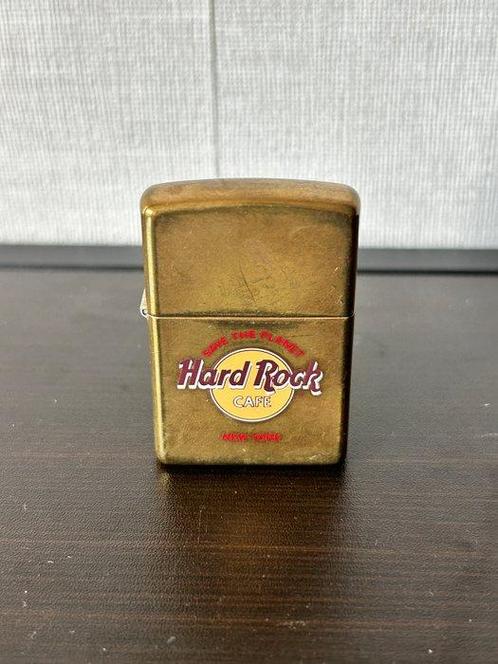 SAVE THE PLANET
Hard Rock
CAFE
NEW YORK